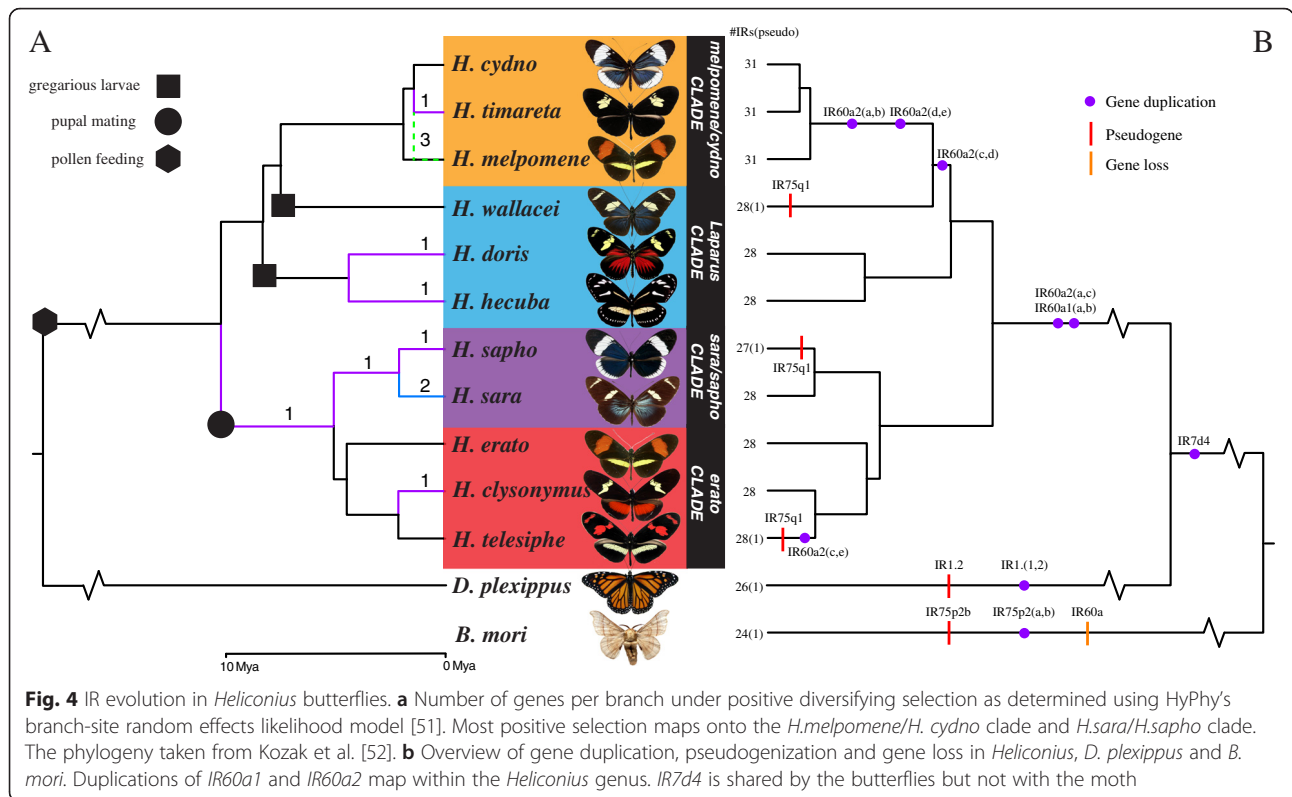 A
B
gregarious larvae
pupal mating
pollen feeding
1
3
1
1
1
1
2
1
1
10 Mya
0 Mya
H. cydno
H. timareta
H. melpomene
H. wallacei
H. doris
H. hecuba
H. sapho
H. sara
H. erato
H. clysonymus
H. telesiphe
D. plexippus
B. mori
melpomene/cydno
CLADE
Laparus
CLADE
sara/sapho
CLADE
erato
CLADE
#IRs(pseudo)
31
31
31
28(1)
28
28
27(1)
28
28
28
28(1)
26(1)
24(1)
IR60a2(a,b)
IR60a2(d,e)
IR60a2(c,d)
IR75q1
IR60a2(a,c)
IR60a1(a,b)
IR75q1
IR7d4
IR75q1
IR60a2(c,e)
IR1.2
IR1.(1,2)
IR75p2b
IR75p2(a,b)
IR60a
Gene duplication
Pseudogene
Gene loss
Fig. 4 IR evolution in Heliconius butterflies. a Number of genes per branch under positive diversifying selection as determined using HyPhy's
branch-site random effects likelihood model [51]. Most positive selection maps onto the H.melpomene/H. cydno clade and H.sara/H.sapho clade.
The phylogeny taken from Kozak et al. [52]. b Overview of gene duplication, pseudogenization and gene loss in Heliconius, D. plexippus and B.
mori. Duplications of IR60a1 and IR60a2 map within the Heliconius genus. IR7d4 is shared by the butterflies but not with the moth